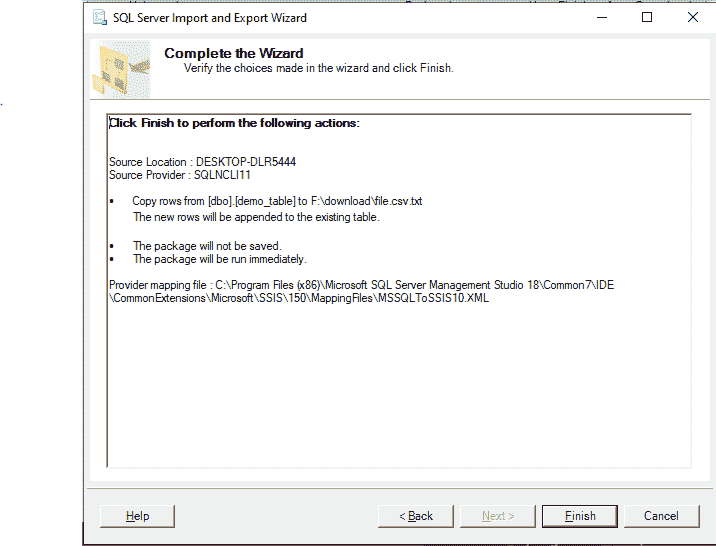 SQL Server Import and Export Wizard
Complete the Wizard
Verify the choices made in the wizard and click Finish.
Click Finish to perform the following actions:
Source Location : DESKTOP-DLR5444
Source Provider : SQLNCLI11
• Copy rows from [dbo].[demo_table] to F:\download\file.csv.txt
The new rows will be appended to the existing table.
• The package will not be saved.
• The package will be run immediately.
Provider mapping file : C:\Program Files (x86)\Microsoft SQL Server Management Studio 18\Common7\IDE
\CommonExtensions\Microsoft\SSIS\150\MappingFiles\MSSQLToSSIS10.XML
Help
< Back
Next >
Finish
Cancel